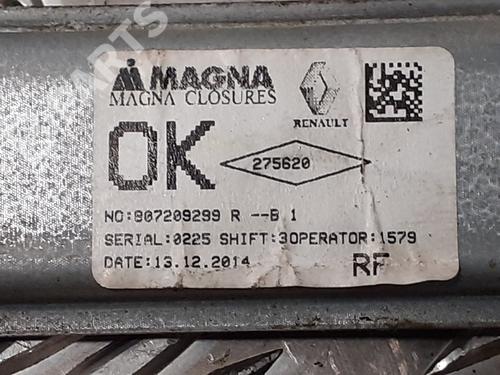 PARTS
MAGNA
MAGNA CLOSURES
RENAULT
OK
275620
NO:807209299 R --B 1
SERIAL:0225 SHIFT:3OPERATOR:1579
DATE:13.12.2014
RF